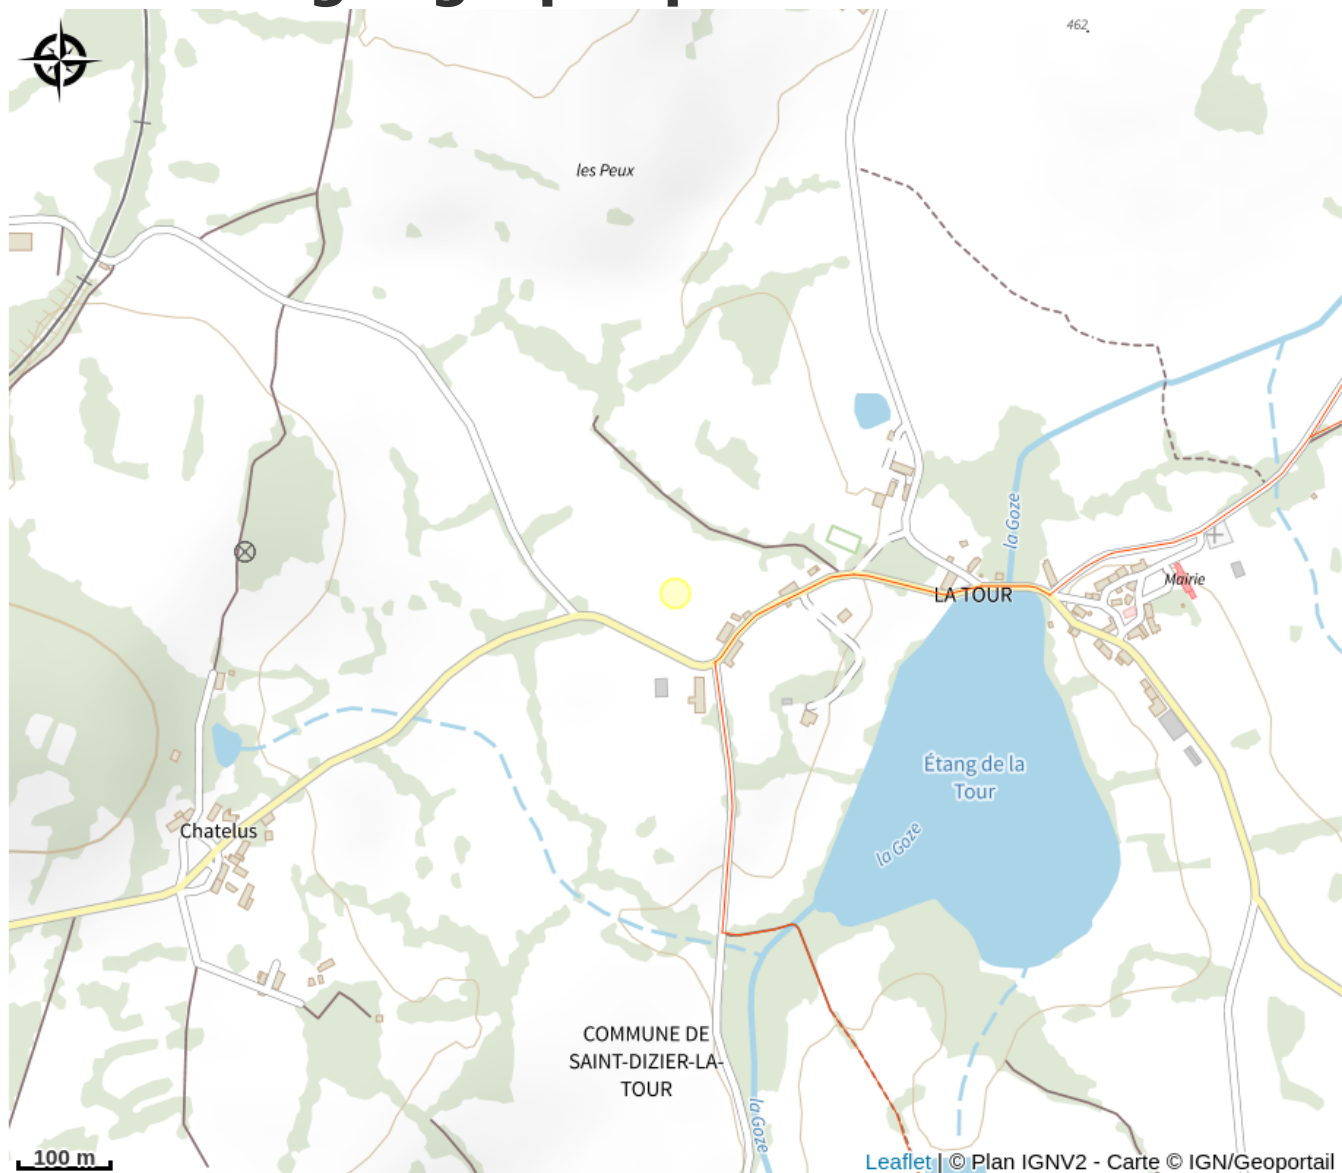 462
les Peux
la Goze
Mairie
LA TOUR
Étang de la
Tour
la Goze
Chatelus
COMMUNE DE
SAINT-DIZIER-LA-
TOUR
la Goze
100 m
Leaflet | © Plan IGNV2 - Carte © IGN/Geoportail